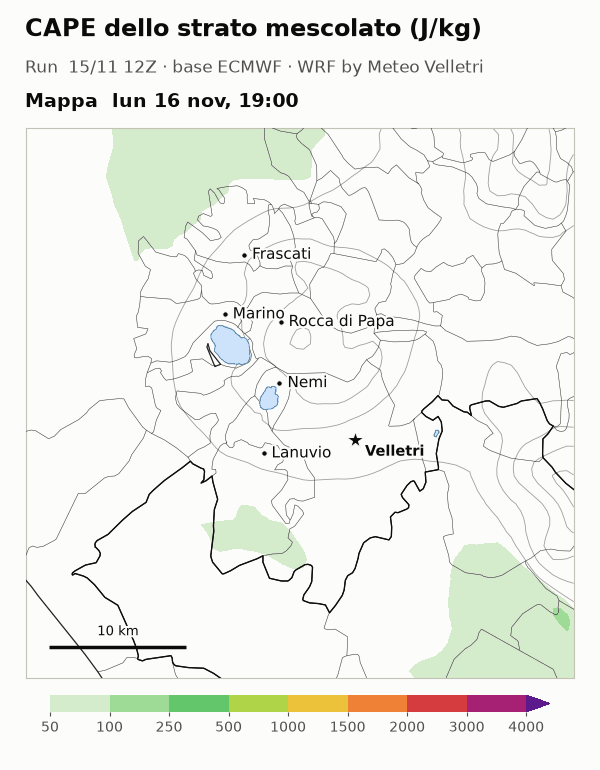 CAPE dello strato mescolato (J/kg)
Run  15/11 12Z · base ECMWF · WRF by Meteo Velletri
Mappa  lun 16 nov, 19:00
Frascati
Marino
Rocca di Papa
Nemi
Velletri
Lanuvio
10 km
50 100 250 500 1000 1500 2000 3000 4000